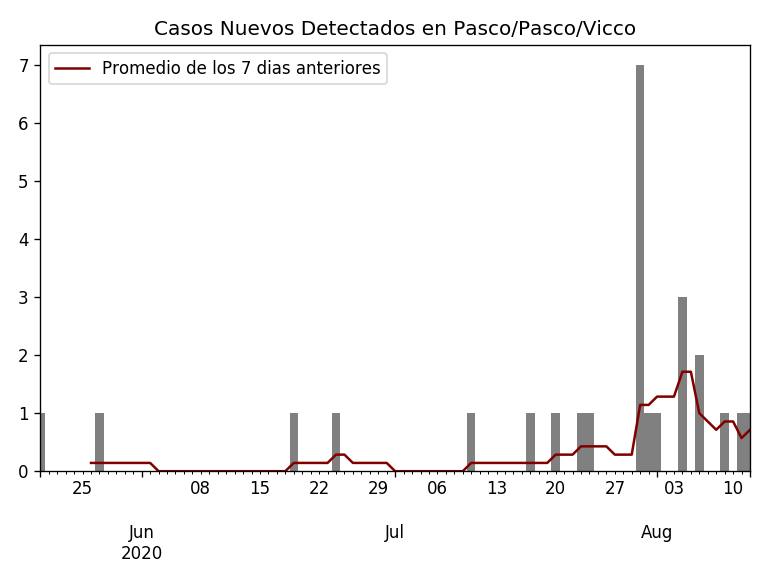 Casos Nuevos Detectados en Pasco/Pasco/Vicco
Promedio de los 7 dias anteriores
7
6
5
4
3
2
1
0
25 08 15 22 29 06 13 20 27 03 10
Jun Jul Aug
2020